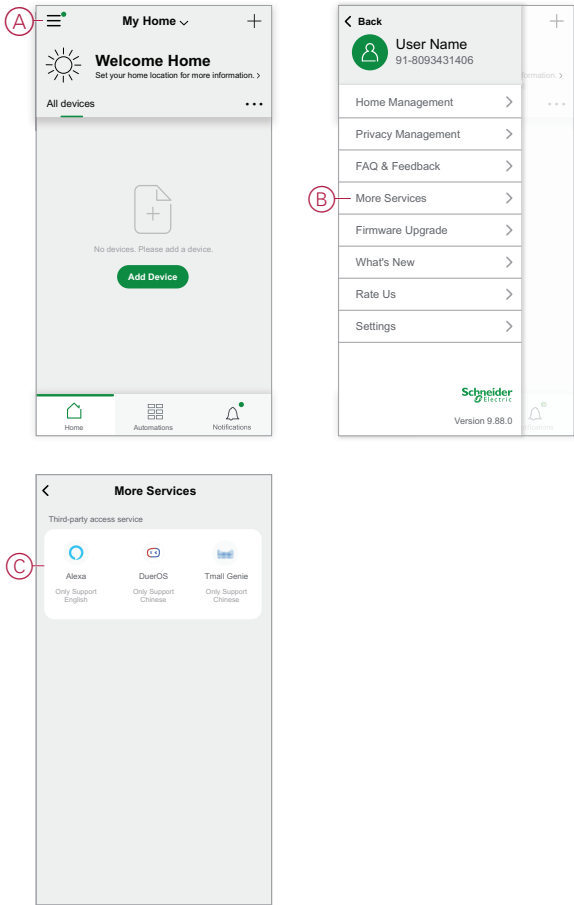 A
My Home
Welcome Home
Set your home location for more information. >
All devices
No devices. Please add a device.
Add Device
Home
Automations
Notifications
Back
User Name
91-8093431406
formation. >
Home Management
Privacy Management
FAQ & Feedback
B
More Services
Firmware Upgrade
What's New
Rate Us
Settings
Schneider
Electric
Version 9.88.0
More Services
Third-party access service
C
Alexa
DuerOS
Tmall Genie
Only Support
English
Only Support
Chinese
Only Support
Chinese